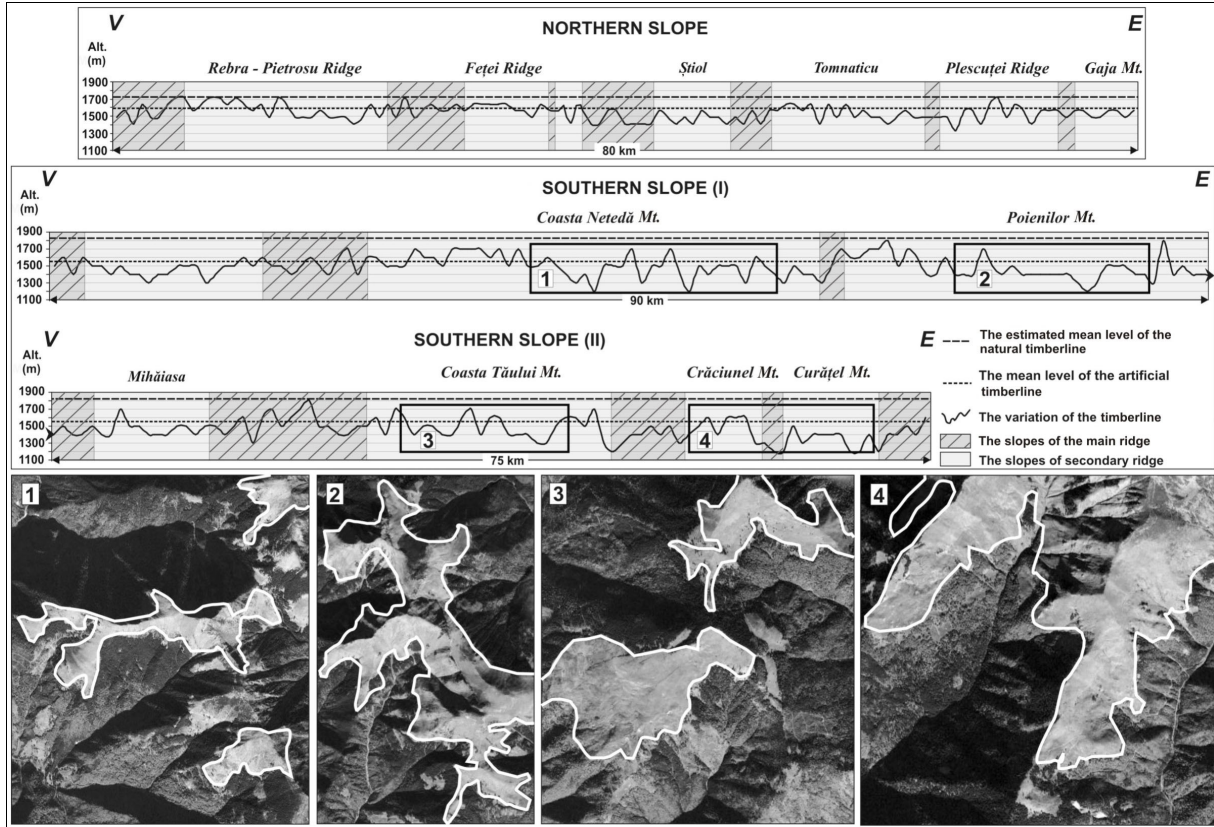 V
NORTHERN SLOPE
E
Alt.
(m)
Rebra - Pietrosu Ridge
Feței Ridge
Știol
Tomnaticu
Plescuței Ridge
Gaja Mt.
1900
1700
1500
1300
1100
80 km
V
SOUTHERN SLOPE (I)
E
Alt.
(m)
Coasta Netedă Mt.
Poienilor Mt.
1900
1700
1500
1300
1100
1
2
90 km
V
SOUTHERN SLOPE (II)
E
Alt.
(m)
Mihăiasa
Coasta Tăului Mt.
Crăciunel Mt.
Curățel Mt.
1900
1700
1500
1300
1100
3
4
75 km
The estimated mean level of the
natural timberline
The mean level of the artificial
timberline
The variation of the timberline
The slopes of the main ridge
The slopes of secondary ridge
1
2
3
4